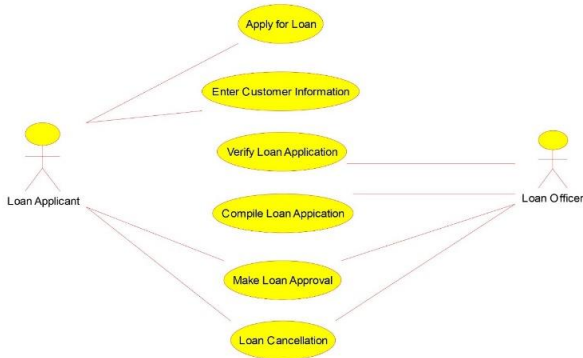 Apply for Loan
Enter Customer Information
Verify Loan Application
Loan Applicant
Loan Officer
Compile Loan Appication
Make Loan Approval
Loan Cancellation